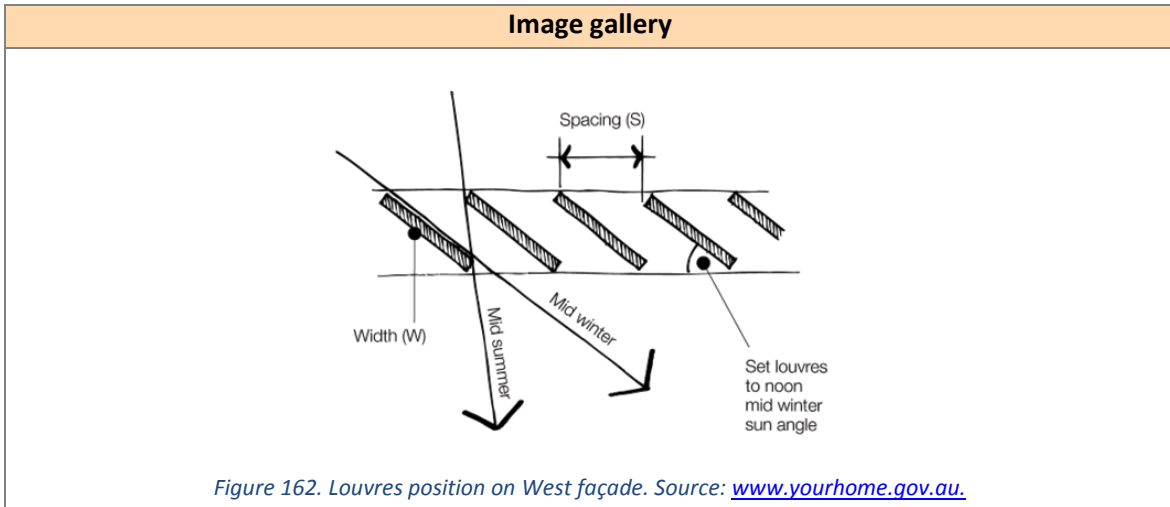 Image gallery
Spacing (S)
Mid winter
Mid summer
Width (W)
Set louvres
to noon
mid winter
sun angle
Figure 162. Louvres position on West façade. Source: www.yourhome.gov.au.